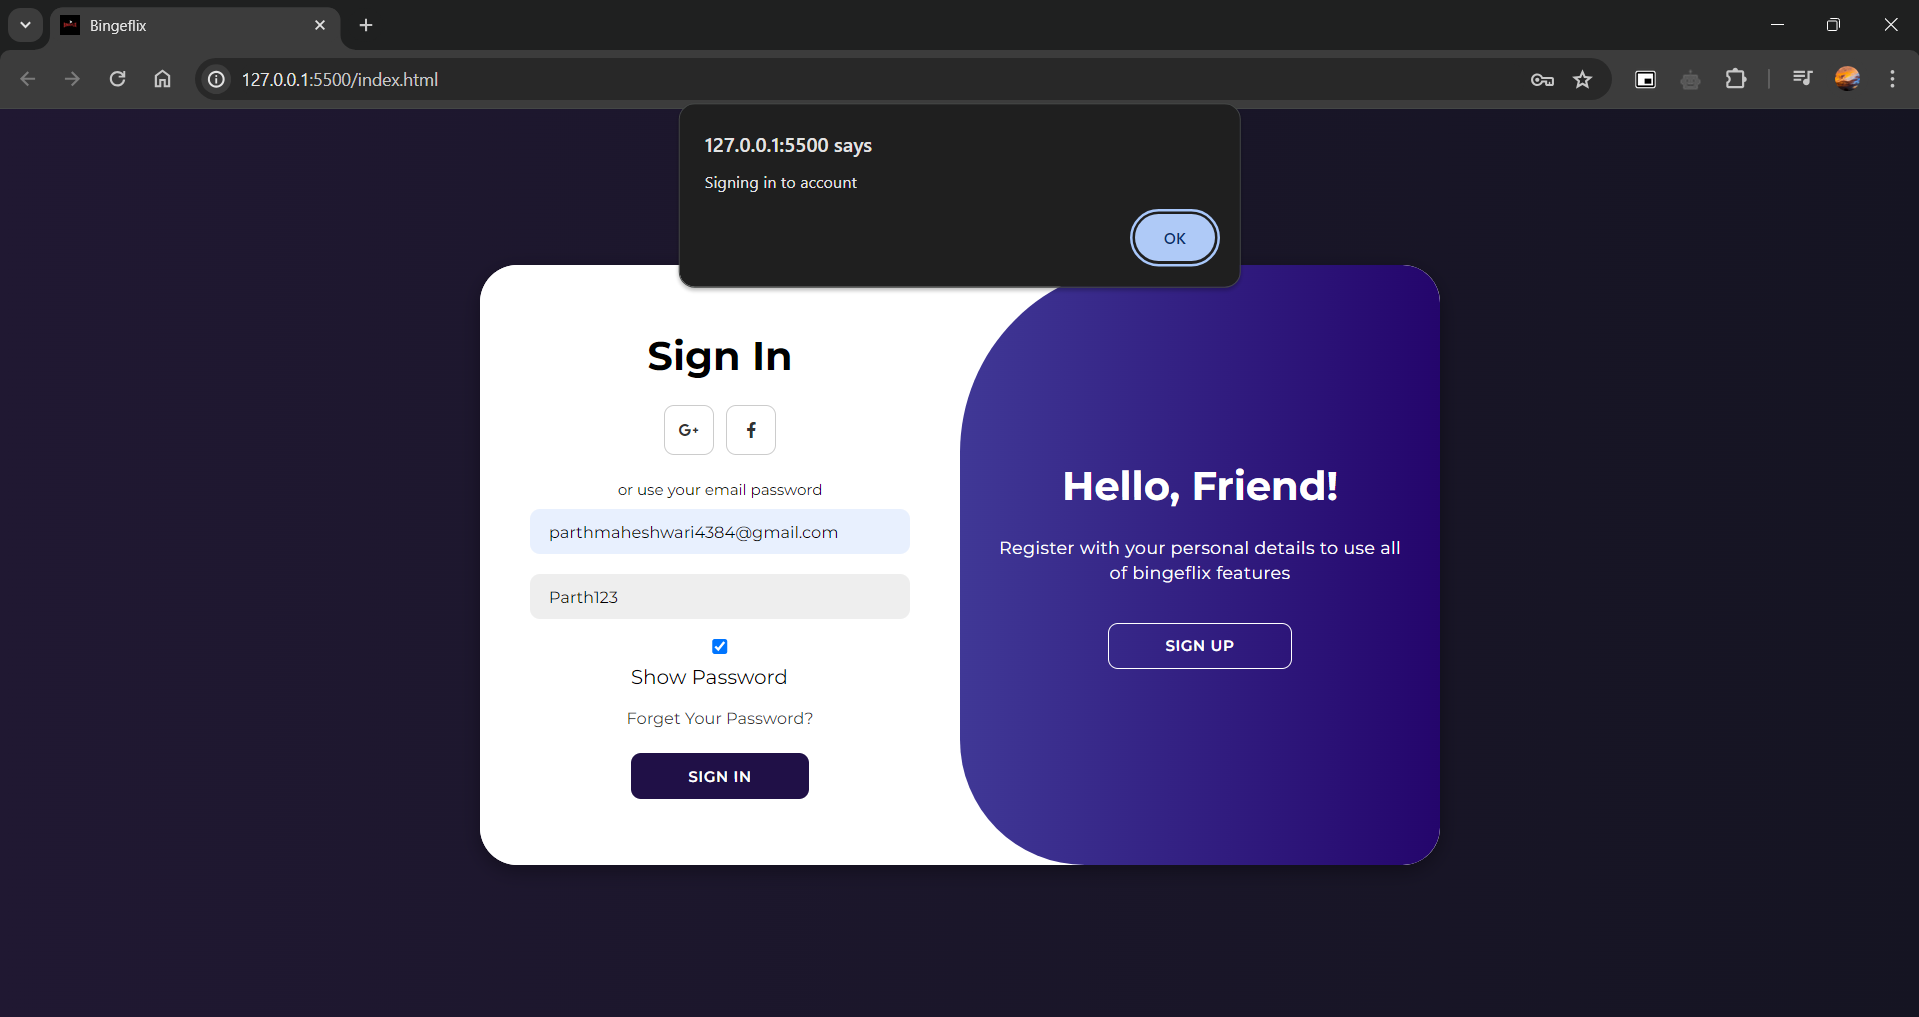 Bingeflix
127.0.0.1:5500/index.html
127.0.0.1:5500 says
Signing in to account
OK
Sign In
G+ f
or use your email password
parthmaheshwari4384@gmail.com
Parth123
Show Password
Forget Your Password?
SIGN IN
Hello, Friend!
Register with your personal details to use all
of bingeflix features
SIGN UP